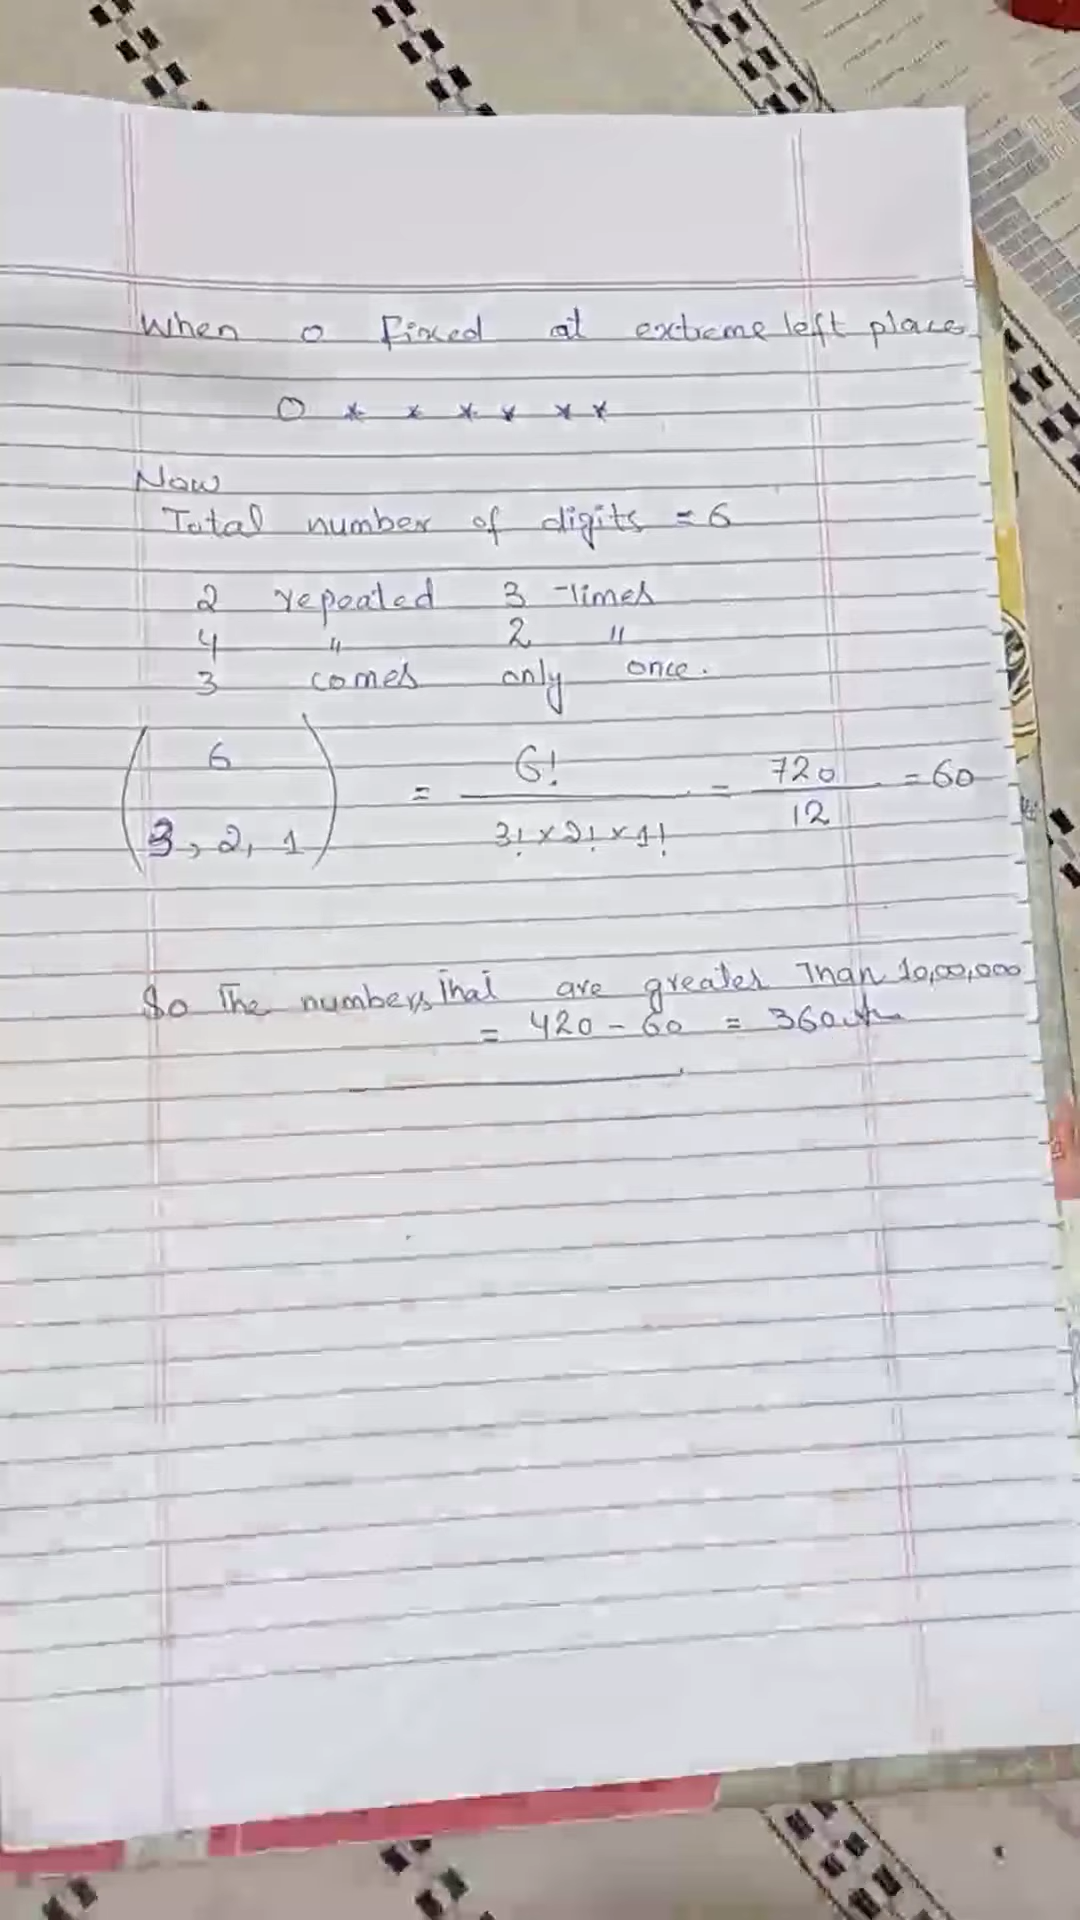 When 0 fixed at extreme left place
0 * * * * * *
Now
Total number of digits = 6
2 repeated 3 Times
4 " 2 "
3 comes only once.
( 6 3, 2, 1 ) = 6! / 3! × 2! × 1! = 720 / 12 = 60
So The numbers That are greater Than 10,00,000
= 420 - 60 = 360